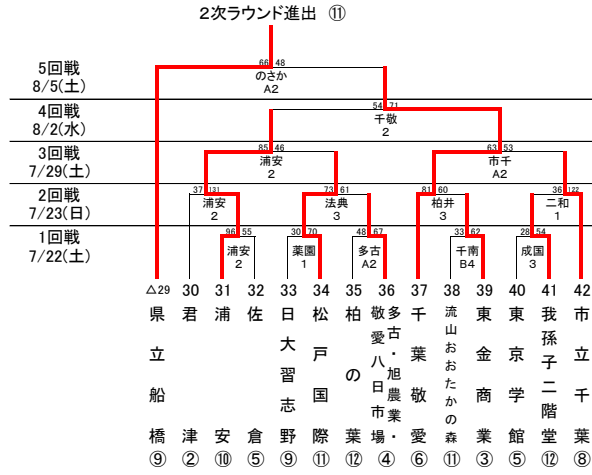 2次ラウンド進出 ⑪
5回戦
8/5(土)
66 48
のさか
A2
4回戦
8/2(水)
54 71
千敬
2
3回戦
7/29(土)
85 46
浦安
2
63 53
市千
A2
2回戦
7/23(日)
37 131
浦安
2
73 61
法典
3
81 60
柏井
3
36 122
二和
1
1回戦
7/22(土)
96 55
浦安
2
30 70
薬園
1
48 67
多古
A2
33 62
千南
B4
28 54
成国
3
△29 30 31 32 33 34 35 36 37 38 39 40 41 42
県立船橋⑨
君津②
浦安⑩
佐倉⑤
日大習志野⑨
松戸国際⑪
柏の葉⑫
多古・旭農業・
敬愛八日市場④
千葉敬愛⑥
流山おおたかの森⑪
東金商業③
東京学館⑤
我孫子二階堂⑫
市立千葉⑧